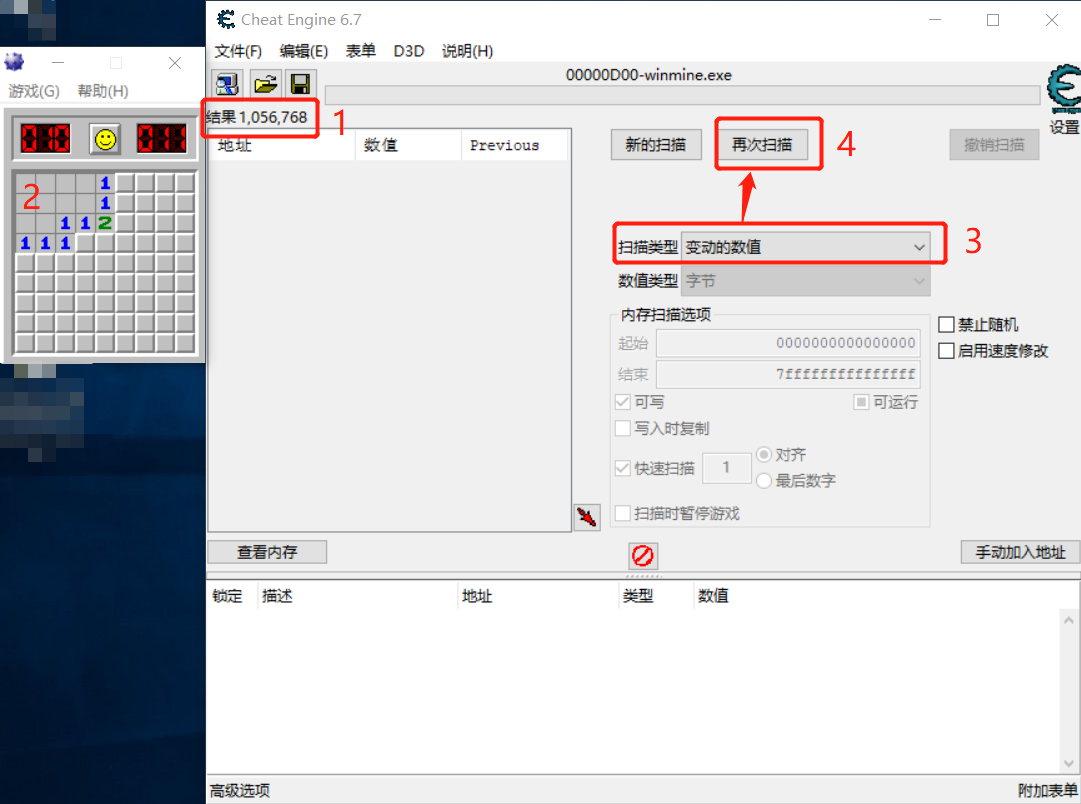 Cheat Engine 6.7
文件(F) 编辑(E) 表单 D3D 说明(H)
00000D00-winmine.exe
游戏(G) 帮助(H)
010 011
结果 1,056,768
1
地址 数值 Previous
新的扫描 再次扫描 4 撤销扫描
设置
2
1
1
1 1 2
1 1 1
扫描类型 变动的数值 3
数值类型 字节
内存扫描选项
起始 0000000000000000
结束 7fffffffffffffff
可写 可运行
写入时复制
快速扫描 1 对齐
最后数字
扫描时暂停游戏
禁止随机
启用速度修改
查看内存 手动加入地址
锁定 描述 地址 类型 数值
高级选项 附加表单